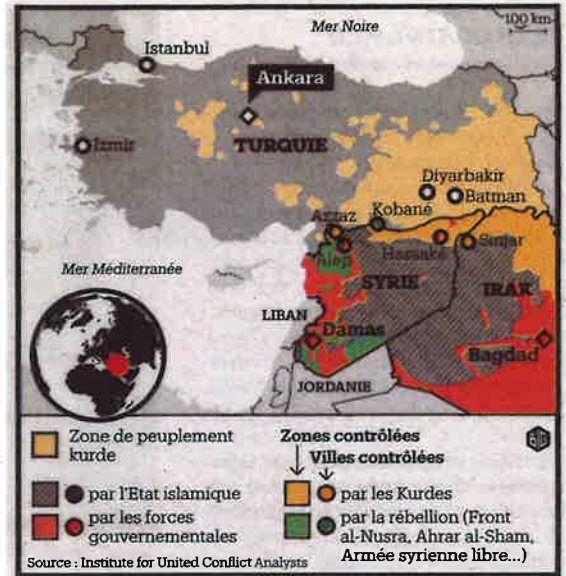 Mer Noire
100 km
Istanbul
Ankara
Izmir
TURQUIE
Diyarbakir
Batman
Azzaz
Kobané
Alep
Hassaké
Sinjar
Mer Méditerranée
SYRIE
IRAK
LIBAN
Damas
Bagdad
JORDANIE
Zone de peuplement
kurde
Zones contrôlées
Villes contrôlées
par l'Etat islamique
par les Kurdes
par les forces
gouvernementales
par la rébellion (Front
al-Nusra, Ahrar al-Sham,
Armée syrienne libre...)
Source : Institute for United Conflict Analysts